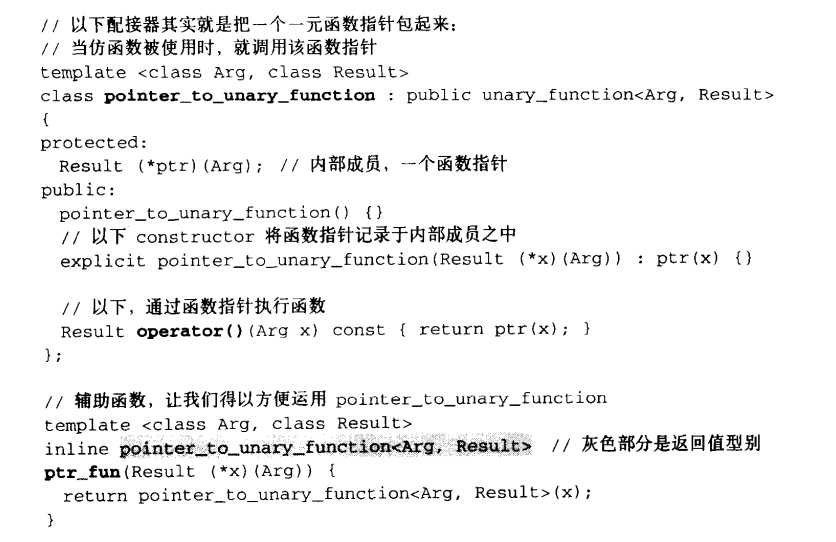 // 以下配接器其实就是把一个一元函数指针包起来；
// 当仿函数被使用时，就调用该函数指针
template <class Arg, class Result>
class pointer_to_unary_function : public unary_function<Arg, Result>
{
protected:
  Result (*ptr)(Arg); // 内部成员，一个函数指针
public:
  pointer_to_unary_function() {}
  // 以下 constructor 将函数指针记录于内部成员之中
  explicit pointer_to_unary_function(Result (*x)(Arg)) : ptr(x) {}

  // 以下，通过函数指针执行函数
  Result operator()(Arg x) const { return ptr(x); }
};

// 辅助函数，让我们得以方便运用 pointer_to_unary_function
template <class Arg, class Result>
inline pointer_to_unary_function<Arg, Result>  // 灰色部分是返回值型别
ptr_fun(Result (*x)(Arg)) {
  return pointer_to_unary_function<Arg, Result>(x);
}